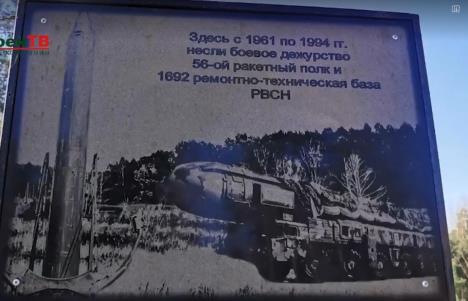 Здесь с 1961 по 1994 гг.
несли боевое дежурство
56-ой ракетный полк и
1692 ремонтно-техническая база
РВСН